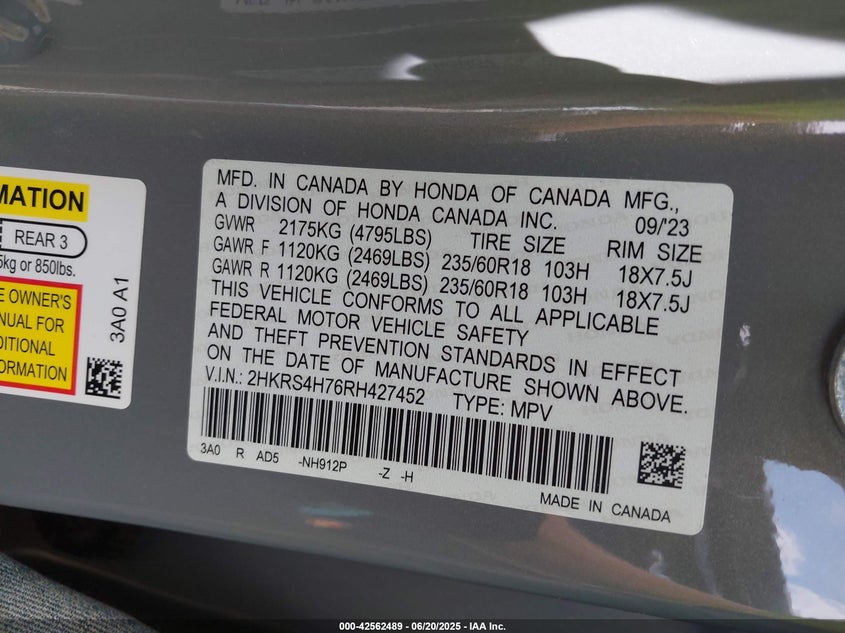 MATION
REAR 3
kg or 850lbs.
E OWNER'S
NUAL FOR
DITIONAL
FORMATION
3A0 A1
MFD. IN CANADA BY HONDA OF CANADA MFG.,
A DIVISION OF HONDA CANADA INC. 09/'23
GVWR 2175KG (4795LBS) TIRE SIZE RIM SIZE
GAWR F 1120KG (2469LBS) 235/60R18 103H 18X7.5J
GAWR R 1120KG (2469LBS) 235/60R18 103H 18X7.5J
THIS VEHICLE CONFORMS TO ALL APPLICABLE
FEDERAL MOTOR VEHICLE SAFETY
AND THEFT PREVENTION STANDARDS IN EFFECT
ON THE DATE OF MANUFACTURE SHOWN ABOVE.
V.I.N.: 2HKRS4H76RH427452 TYPE: MPV
3A0 R AD5 -NH912P -Z -H
MADE IN CANADA
000-42562489 - 06/20/2025 - IAA Inc.